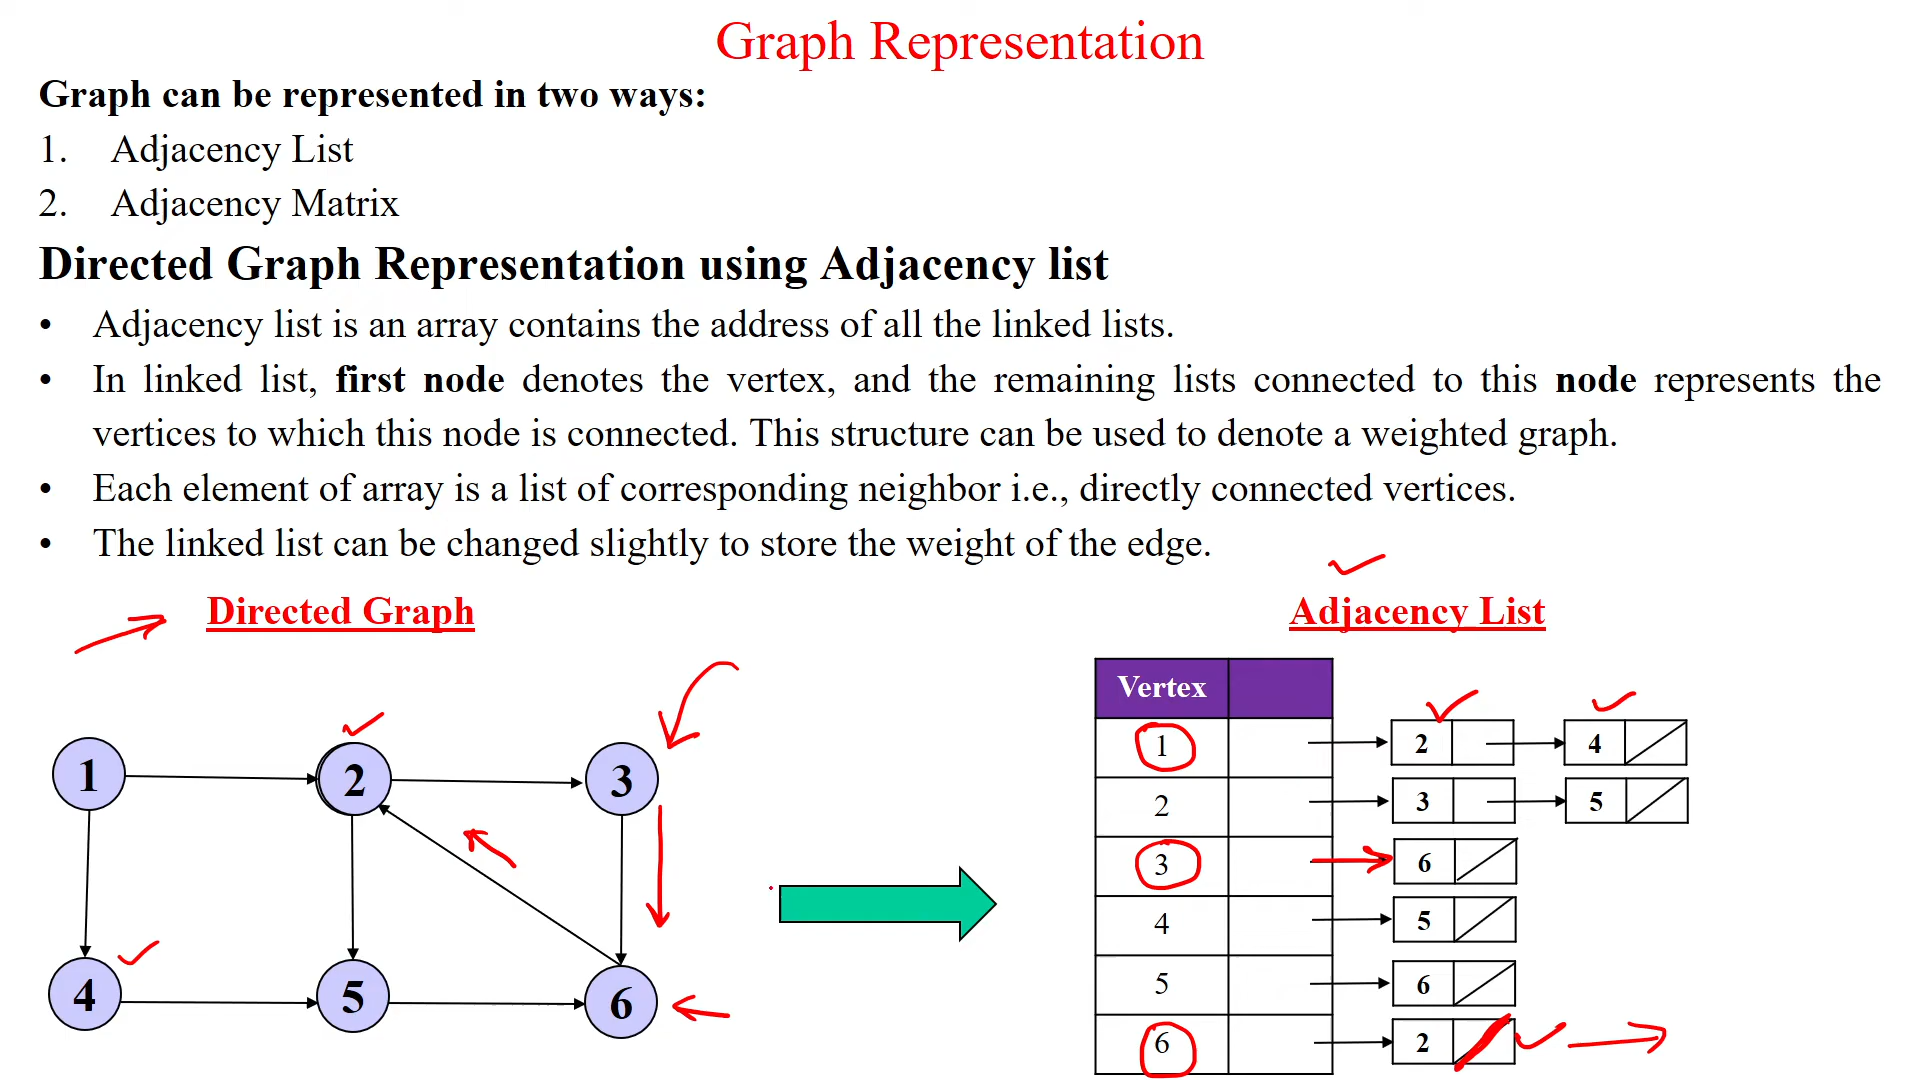 Graph Representation
Graph can be represented in two ways:
1. Adjacency List
2. Adjacency Matrix
Directed Graph Representation using Adjacency list
• Adjacency list is an array contains the address of all the linked lists.
• In linked list, first node denotes the vertex, and the remaining lists connected to this node represents the
vertices to which this node is connected. This structure can be used to denote a weighted graph.
• Each element of array is a list of corresponding neighbor i.e., directly connected vertices.
• The linked list can be changed slightly to store the weight of the edge.
Directed Graph
1 2 3
4 5 6
Adjacency List
Vertex
1 2 4
2 3 5
3 6
4 5
5 6
6 2